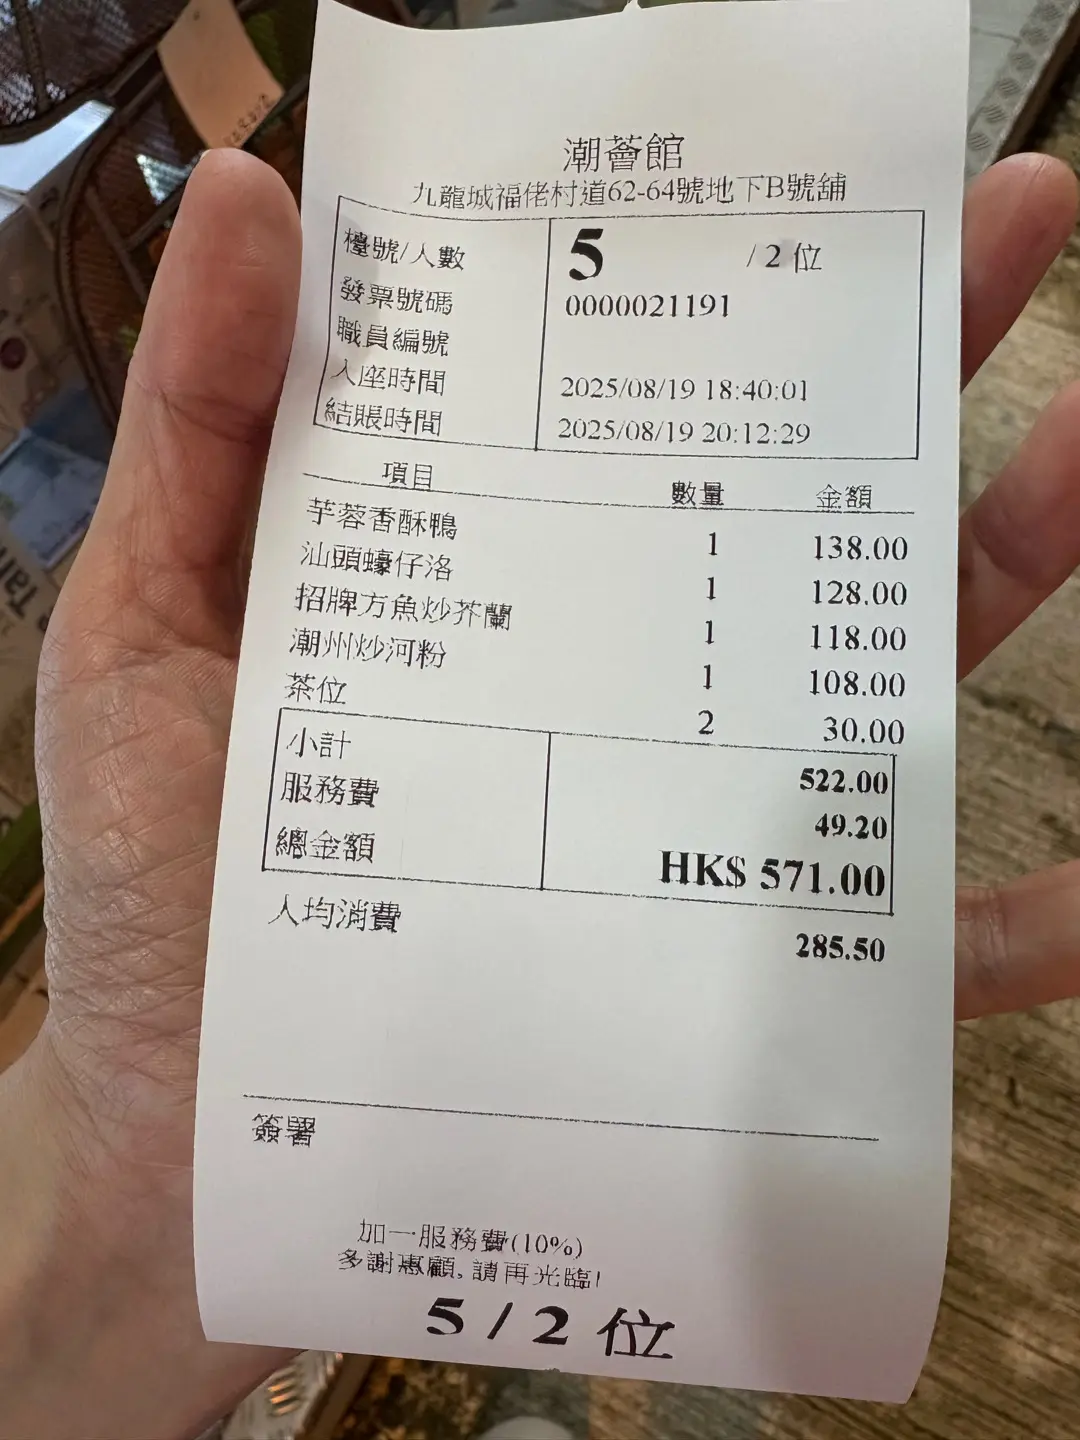 潮薈館
九龍城福佬村道62-64號地下B號舖
檯號/人數 5 /2 位
發票號碼 0000021191
職員編號
入座時間 2025/08/19 18:40:01
結賬時間 2025/08/19 20:12:29
項目 數量 金額
芋蓉香酥鴨 1 138.00
汕頭蠔仔洛 1 128.00
招牌方魚炒芥蘭 1 118.00
潮州炒河粉 1 108.00
茶位 2 30.00
小計 522.00
服務費 49.20
總金額 HK$ 571.00
人均消費 285.50
簽署
加一服務費(10%)
多謝惠顧,請再光臨!
5 / 2 位